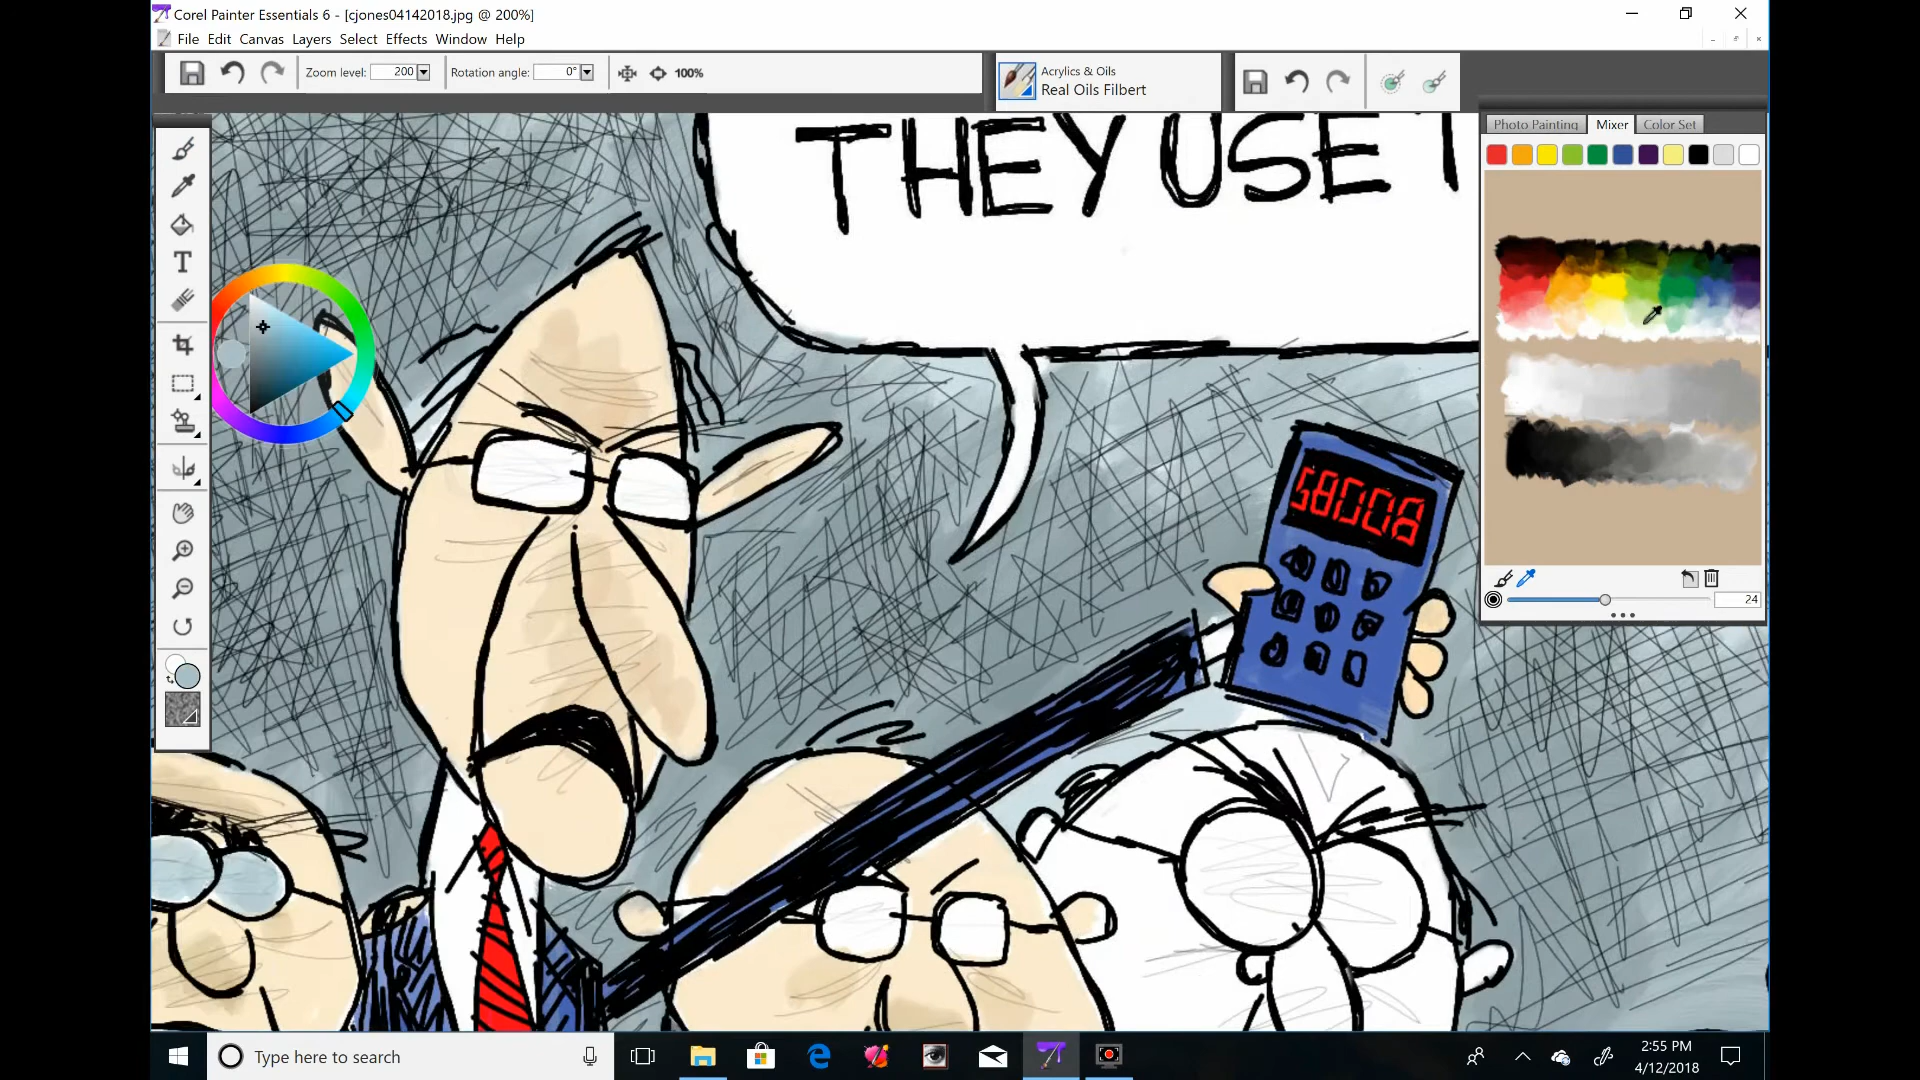 Corel Painter Essentials 6 - [cjones04142018.jpg @ 200%]
File Edit Canvas Layers Select Effects Window Help
Zoom level: 200 Rotation angle: 0° 100%
Acrylics & Oils
Real Oils Filbert
Photo Painting Mixer Color Set
THEY USE
24
Type here to search
2:55 PM
4/12/2018